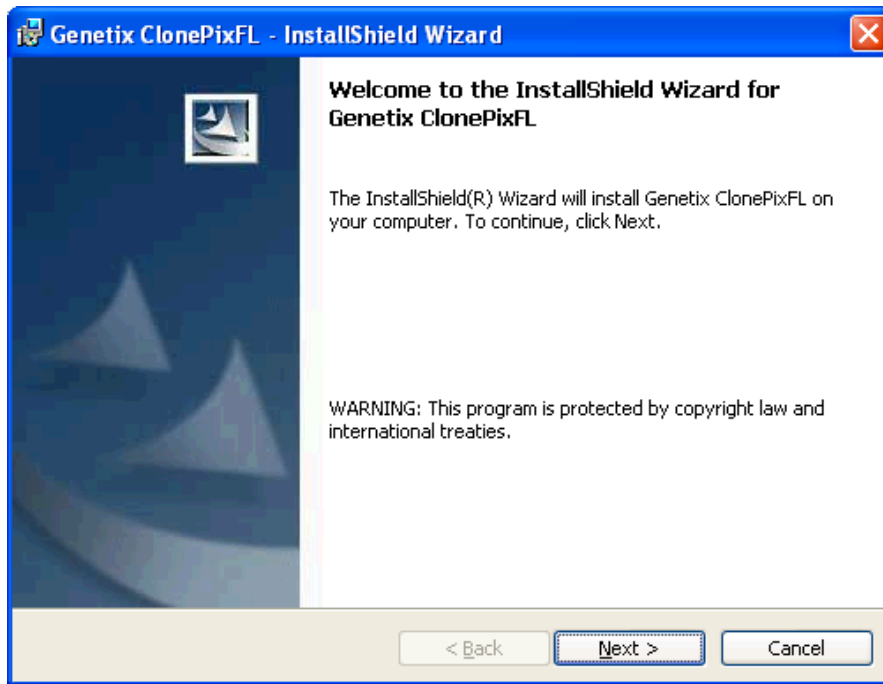 Genetix ClonePixFL - InstallShield Wizard
Welcome to the InstallShield Wizard for
Genetix ClonePixFL
The InstallShield(R) Wizard will install Genetix ClonePixFL on
your computer. To continue, click Next.
WARNING: This program is protected by copyright law and
international treaties.
< Back
Next >
Cancel